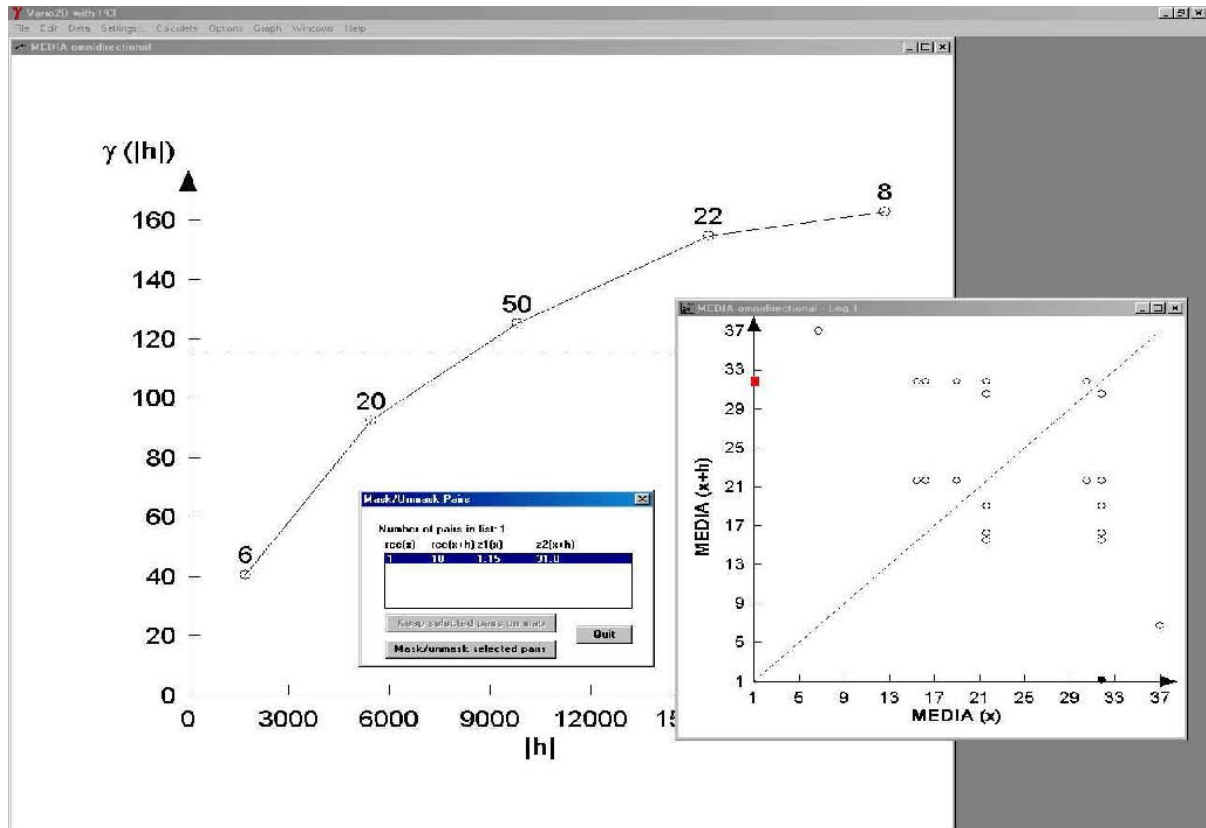 Vario2D with PCF
File Edit Data Settings... Calculate Options Graph Windows Help
MEDIA omnidirectional
γ (|h|)
160
140
120
100
80
60
40
20
0
6
20
50
22
8
0 3000 6000 9000 12000 15
|h|
Mask/Unmask Pairs
Number of pairs in list: 1
rec(x) rec(x+h) z1(x) z2(x+h)
1 10 1.15 31.8
Keep selected pairs on map
Mask/unmask selected pairs
Quit
MEDIA omnidirectional - Lag 1
MEDIA (x+h)
37
33
29
25
21
17
13
9
5
1
1 5 9 13 17 21 25 29 33 37
MEDIA (x)